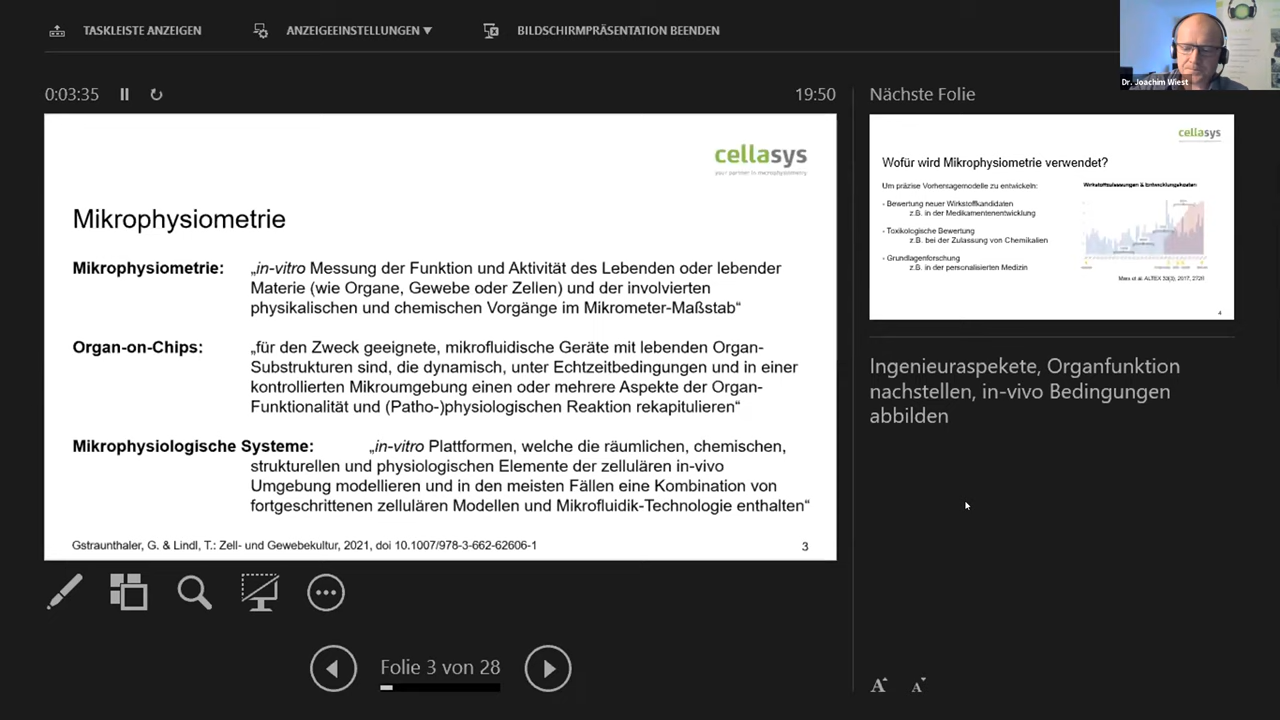 TASKLEISTE ANZEIGEN
ANZEIGEEINSTELLUNGEN ▼
BILDSCHIRMPRÄSENTATION BEENDEN
Dr. Joachim Wiest
0:03:35
19:50
cellasys
your partner in microphysiometry
Mikrophysiometrie
Mikrophysiometrie: „in-vitro Messung der Funktion und Aktivität des Lebenden oder lebender
Materie (wie Organe, Gewebe oder Zellen) und der involvierten
physikalischen und chemischen Vorgänge im Mikrometer-Maßstab“
Organ-on-Chips: „für den Zweck geeignete, mikrofluidische Geräte mit lebenden Organ-
Substrukturen sind, die dynamisch, unter Echtzeitbedingungen und in einer
kontrollierten Mikroumgebung einen oder mehrere Aspekte der Organ-
Funktionalität und (Patho-)physiologischen Reaktion rekapitulieren“
Mikrophysiologische Systeme: „in-vitro Plattformen, welche die räumlichen, chemischen,
strukturellen und physiologischen Elemente der zellulären in-vivo
Umgebung modellieren und in den meisten Fällen eine Kombination von
fortgeschrittenen zellulären Modellen und Mikrofluidik-Technologie enthalten“
Gstraunthaler, G. & Lindl, T.: Zell- und Gewebekultur, 2021, doi 10.1007/978-3-662-62606-1
3
Folie 3 von 28
Nächste Folie
cellasys
Wofür wird Mikrophysiometrie verwendet?
Um präzise Vorhersagemodelle zu entwickeln:
- Bewertung neuer Wirkstoffkandidaten
z.B. in der Medikamentenentwicklung
- Toxikologische Bewertung
z.B. bei der Zulassung von Chemikalien
- Grundlagenforschung
z.B. in der personalisierten Medizin
Wirkstoffzulassungen & Entwicklungskosten
4
Ingenieuraspekete, Organfunktion
nachstellen, in-vivo Bedingungen
abbilden